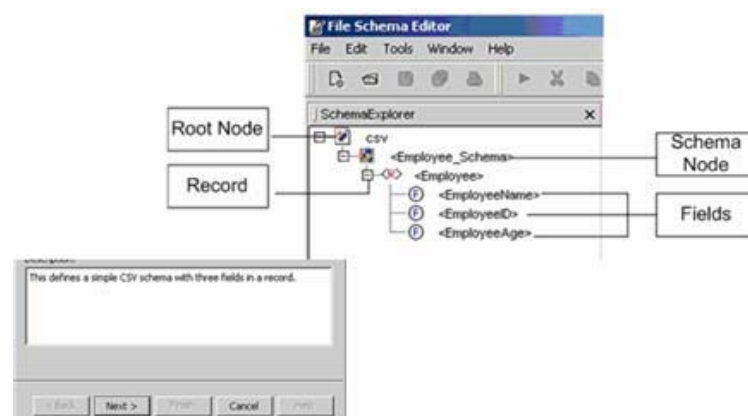 File Schema Editor
File Edit Tools Window Help
SchemaExplorer
Root Node
csv
<Employee_Schema>
Schema Node
Record
<Employee>
<EmployeeName>
<EmployeeID>
Fields
<EmployeeAge>
Description:
This defines a simple CSV schema with three fields in a record.
< Back Next > Finish Cancel Help